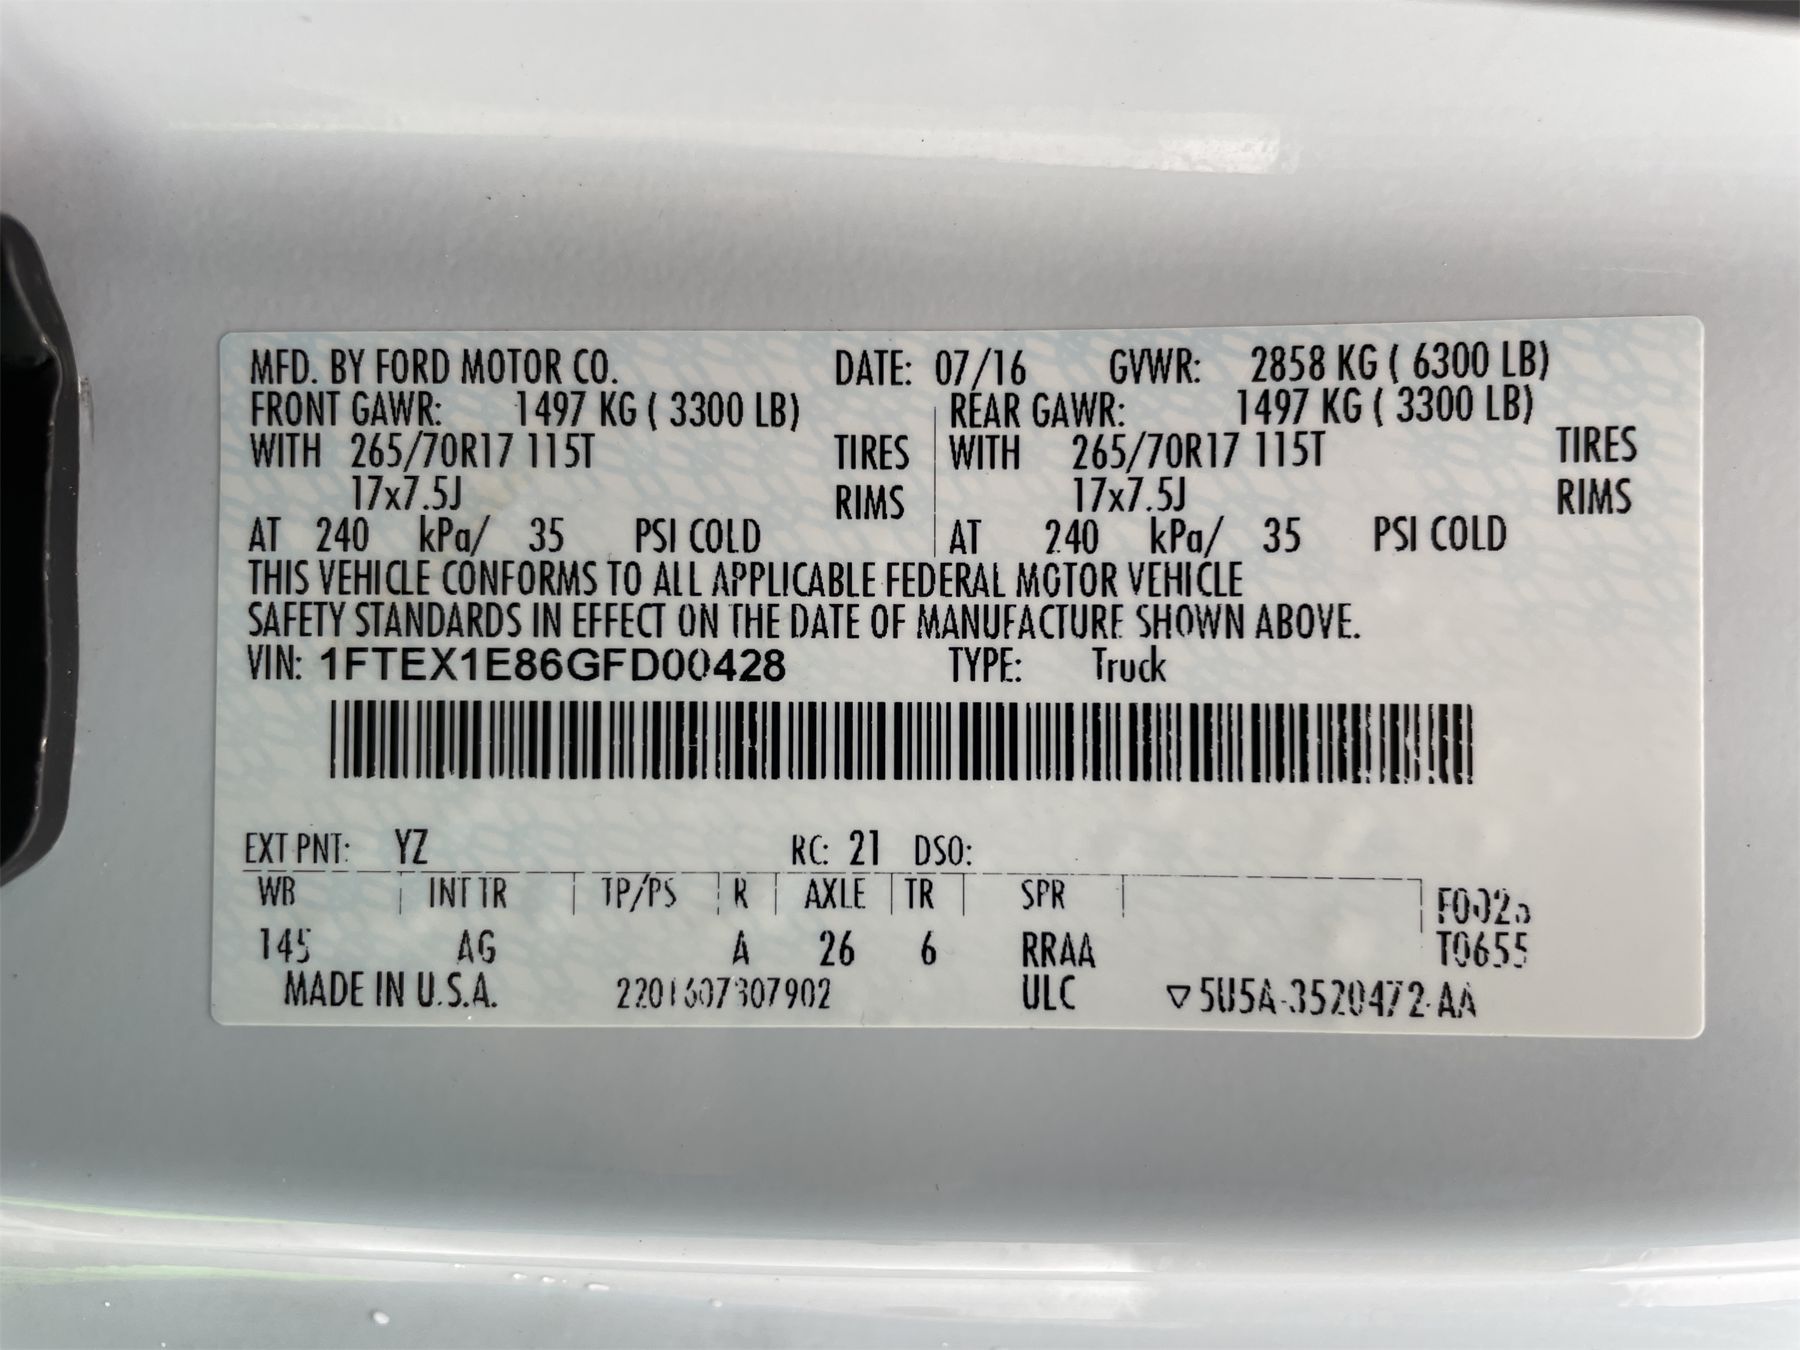 MFD. BY FORD MOTOR CO. DATE: 07/16 GVWR: 2858 KG ( 6300 LB)
FRONT GAWR: 1497 KG ( 3300 LB) REAR GAWR: 1497 KG ( 3300 LB)
WITH 265/70R17 115T TIRES WITH 265/70R17 115T TIRES
17x7.5J RIMS 17x7.5J RIMS
AT 240 kPa/ 35 PSI COLD AT 240 kPa/ 35 PSI COLD
THIS VEHICLE CONFORMS TO ALL APPLICABLE FEDERAL MOTOR VEHICLE
SAFETY STANDARDS IN EFFECT ON THE DATE OF MANUFACTURE SHOWN ABOVE.
VIN: 1FTEX1E86GFD00428 TYPE: Truck
EXT PNT: YZ RC: 21 DSO:
WB INT TR TP/PS R AXLE TR SPR
145 AG A 26 6 RRAA T0655
MADE IN U.S.A. 2201607307902 ULC ▽5U5A-3520472-AA